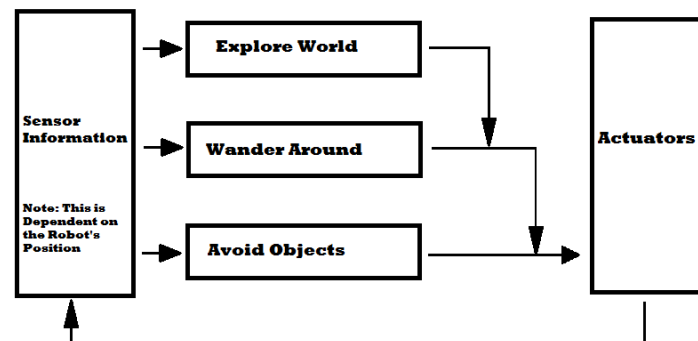 Explore World
Sensor
Information
Wander Around
Actuators
Note: This is
Dependent on
the Robot's
Position
Avoid Objects